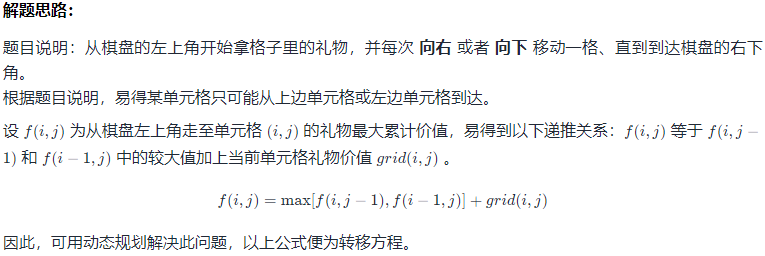 解题思路：
题目说明：从棋盘的左上角开始拿格子里的礼物，并每次 向右 或者 向下 移动一格、直到到达棋盘的右下
角。
根据题目说明，易得某单元格只可能从上边单元格或左边单元格到达。
设 f(i, j) 为从棋盘左上角走至单元格 (i, j) 的礼物最大累计价值，易得到以下递推关系：f(i, j) 等于 f(i, j −
1) 和 f(i − 1, j) 中的较大值加上当前单元格礼物价值 grid(i, j) 。
f(i, j) = max[f(i, j − 1), f(i − 1, j)] + grid(i, j)
因此，可用动态规划解决此问题，以上公式便为转移方程。